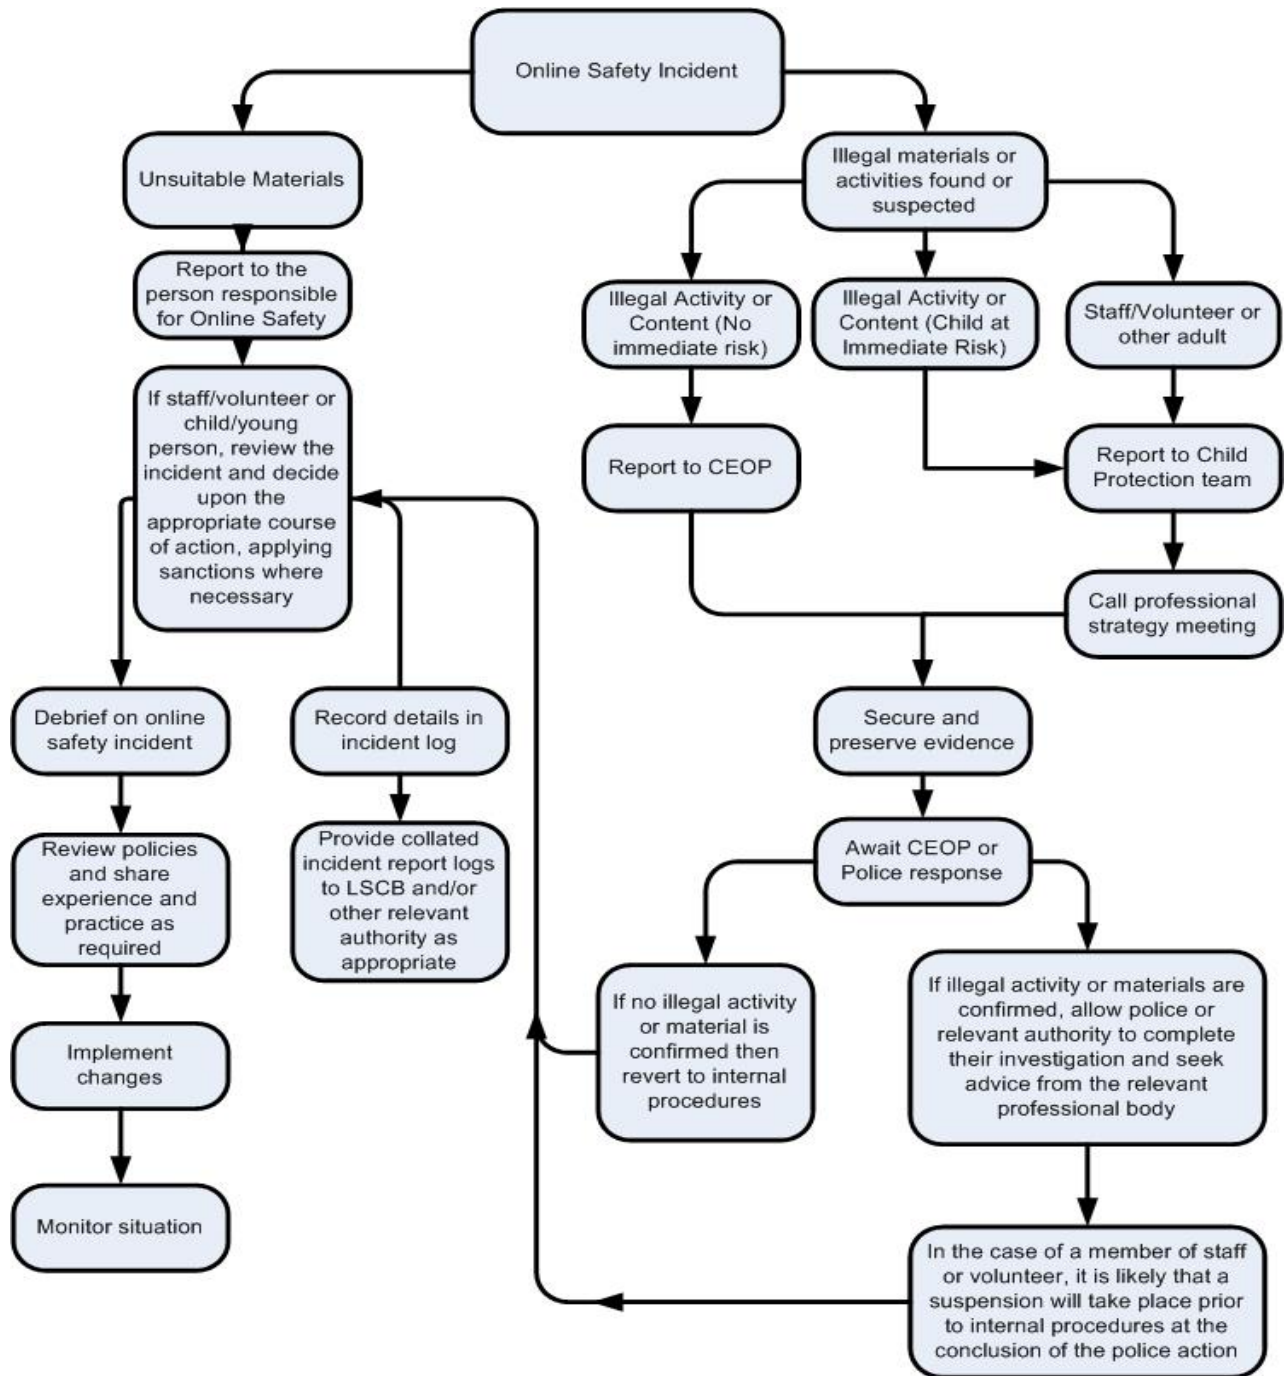 Online Safety Incident
Unsuitable Materials
Report to the
person responsible
for Online Safety
If staff/volunteer or
child/young
person, review the
incident and decide
upon the
appropriate course
of action, applying
sanctions where
necessary
Debrief on online
safety incident
Review policies
and share
experience and
practice as
required
Implement
changes
Monitor situation
Record details in
incident log
Provide collated
incident report logs
to LSCB and/or
other relevant
authority as
appropriate
Illegal materials or
activities found or
suspected
Illegal Activity or
Content (No
immediate risk)
Illegal Activity or
Content (Child at
Immediate Risk)
Staff/Volunteer or
other adult
Report to CEOP
Report to Child
Protection team
Call professional
strategy meeting
Secure and
preserve evidence
Await CEOP or
Police response
If no illegal activity
or material is
confirmed then
revert to internal
procedures
If illegal activity or materials are
confirmed, allow police or
relevant authority to complete
their investigation and seek
advice from the relevant
professional body
In the case of a member of staff
or volunteer, it is likely that a
suspension will take place prior
to internal procedures at the
conclusion of the police action